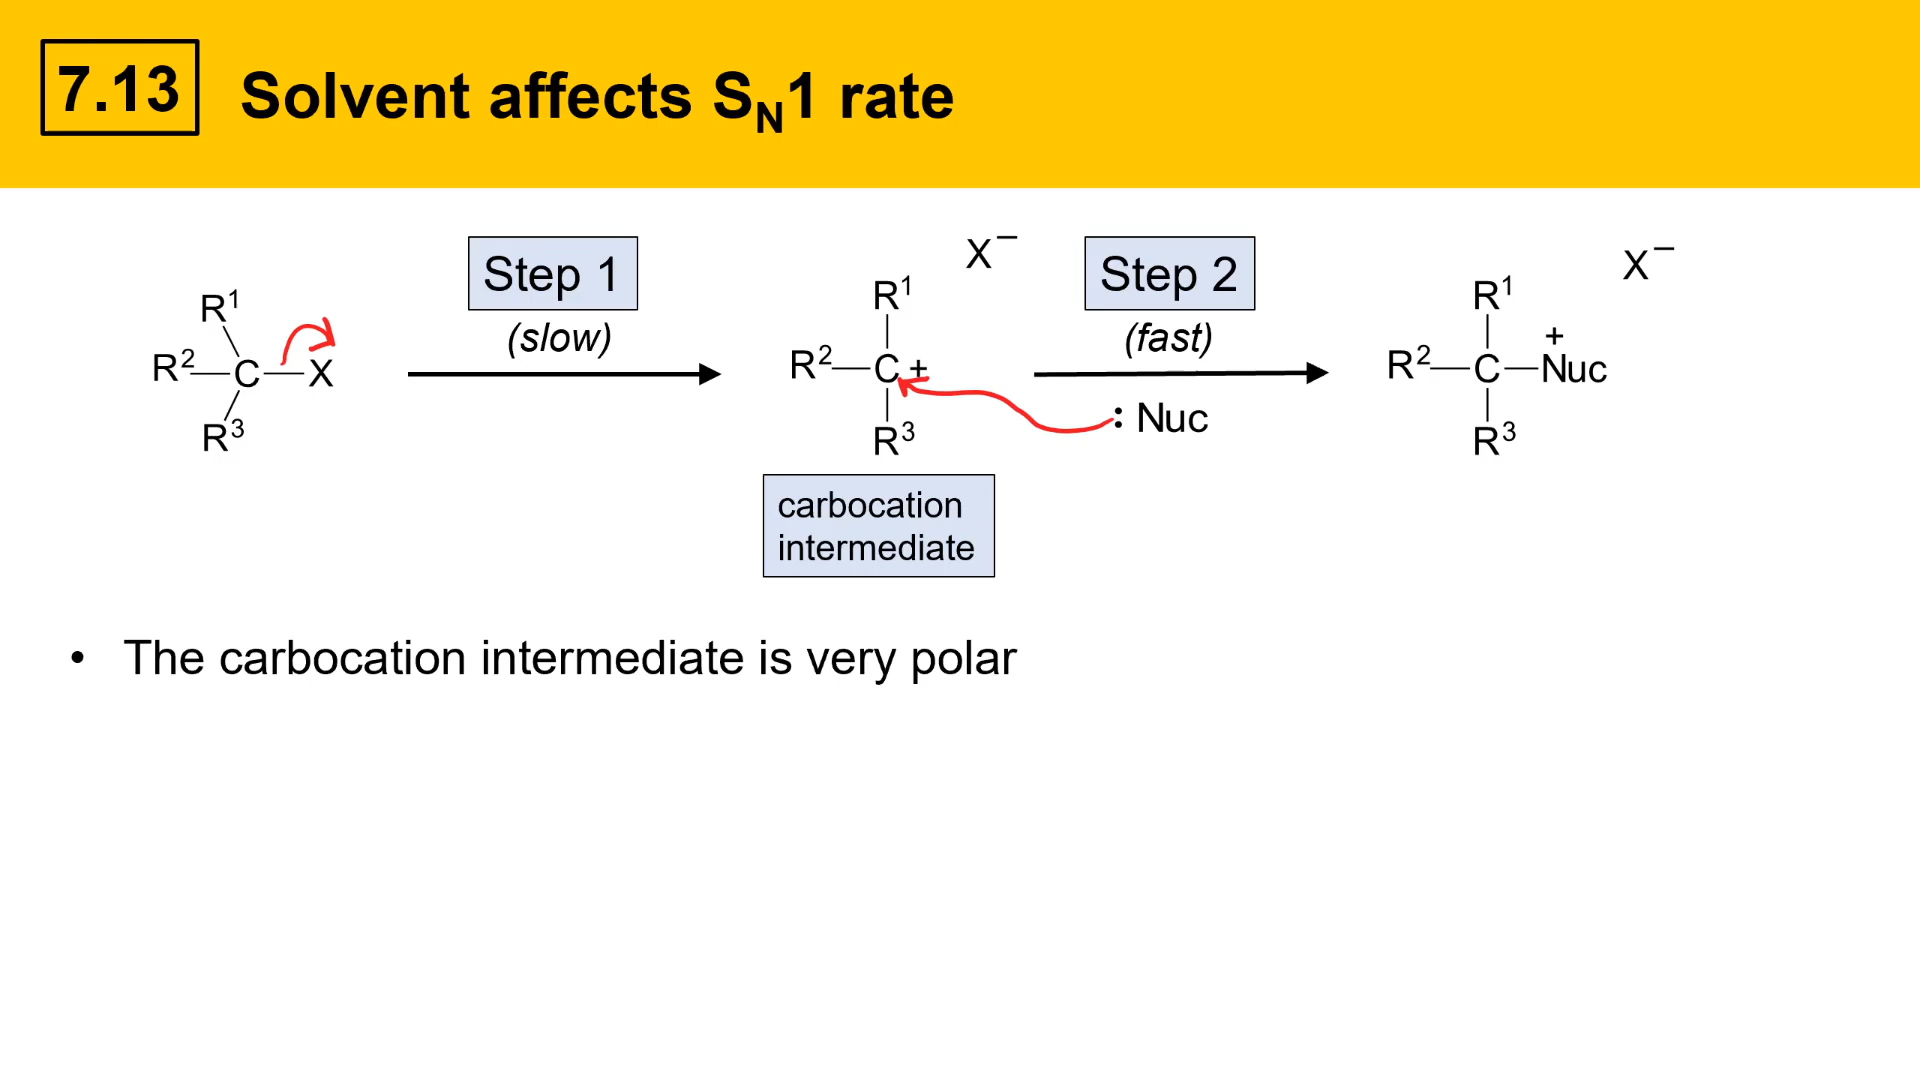 7.13 Solvent affects S_N1 rate
Step 1
(slow)
Step 2
(fast)
R¹
R² C X
R³
X⁻
R¹
R² C +
R³
: Nuc
X⁻
R¹
+
R² C Nuc
R³
carbocation
intermediate
• The carbocation intermediate is very polar